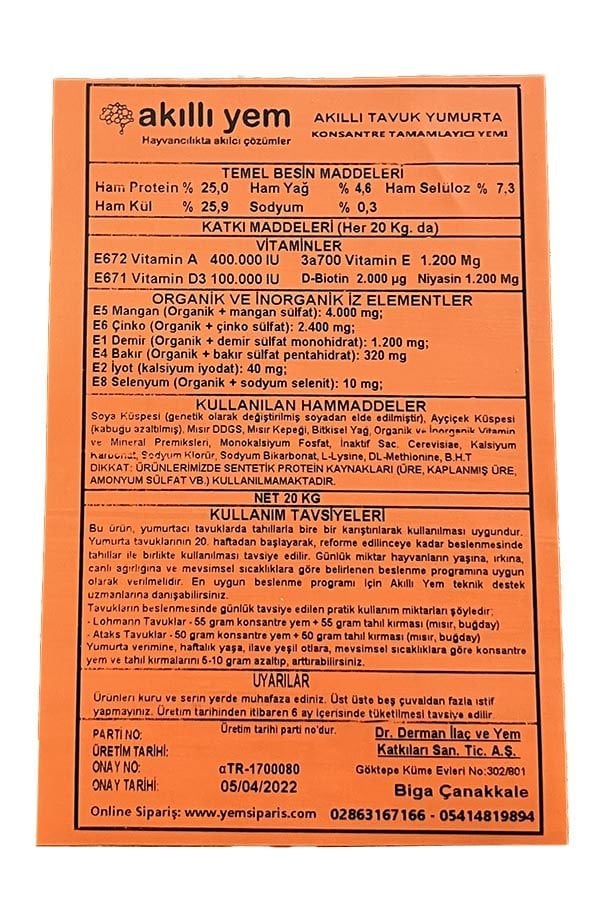 akıllı yem
Hayvancılıkta akılcı çözümler
AKILLI TAVUK YUMURTA
KONSANTRE TAMAMLAYICI YEMİ
TEMEL BESİN MADDELERİ
Ham Protein % 25,0 Ham Yağ % 4,6 Ham Selüloz % 7,3
Ham Kül % 25,9 Sodyum % 0,3
KATKI MADDELERİ (Her 20 Kg. da)
VİTAMİNLER
E672 Vitamin A 400.000 IU 3a700 Vitamin E 1.200 Mg
E671 Vitamin D3 100.000 IU D-Biotin 2.000 µg Niyasin 1.200 Mg
ORGANİK VE İNORGANİK İZ ELEMENTLER
E5 Mangan (Organik + mangan sülfat): 4.000 mg;
E6 Çinko (Organik + çinko sülfat): 2.400 mg;
E1 Demir (Organik + demir sülfat monohidrat): 1.200 mg;
E4 Bakır (Organik + bakır sülfat pentahidrat): 320 mg
E2 İyot (kalsiyum iyodat): 40 mg;
E8 Selenyum (Organik + sodyum selenit): 10 mg;
KULLANILAN HAMMADDELER
Soya Küspesi (genetik olarak değiştirilmiş soyadan elde edilmiştir), Ayçiçek Küspesi
(kabuğu azaltılmış), Mısır DDGS, Mısır Kepeği, Bitkisel Yağ, Organik ve İnorganik Vitamin
ve Mineral Premiksleri, Monokalsiyum Fosfat, İnaktif Sac. Cerevisiae, Kalsiyum
Karbonat, Sodyum Klorür, Sodyum Bikarbonat, L-Lysine, DL-Methionine, B.H.T
DİKKAT: ÜRÜNLERİMİZDE SENTETİK PROTEİN KAYNAKLARI (ÜRE, KAPLANMIŞ ÜRE,
AMONYUM SÜLFAT VB.) KULLANILMAMAKTADIR.
NET 20 KG
KULLANIM TAVSİYELERİ
Bu ürün, yumurtacı tavuklarda tahıllarla bire bir karıştırılarak kullanılması uygundur.
Yumurta tavuklarının 20. haftadan başlayarak, reforme edilinceye kadar beslenmesinde
tahıllar ile birlikte kullanılması tavsiye edilir. Günlük miktar hayvanların yaşına, ırkına,
canlı ağırlığına ve mevsimsel sıcaklıklara göre belirlenen beslenme programına uygun
olarak verilmelidir. En uygun beslenme programı için Akıllı Yem teknik destek
uzmanlarına danışabilirsiniz.
Tavukların beslenmesinde günlük tavsiye edilen pratik kullanım miktarları şöyledir;
- Lohmann Tavuklar - 55 gram konsantre yem + 55 gram tahıl kırması (mısır, buğday)
- Ataks Tavuklar - 50 gram konsantre yem + 60 gram tahıl kırması (mısır, buğday)
Yumurta verimine, haftalık yaşa, ilave yeşil otlara, mevsimsel sıcaklıklara göre konsantre
yem ve tahıl kırmalarını 5-10 gram azaltıp, arttırabilirsiniz.
UYARILAR
Ürünleri kuru ve serin yerde muhafaza ediniz. Üst üste beş çuvaldan fazla istif
yapmayınız. Üretim tarihinden itibaren 6 ay içerisinde tüketilmesi tavsiye edilir
PARTİ NO: Üretim tarihi parti no'dur.
ÜRETİM TARİHİ:
ONAY NO: αTR-1700080
ONAY TARİHİ: 05/04/2022
Dr. Derman İlaç ve Yem
Katkıları San. Tic. A.Ş.
Göktepe Küme Evleri No:302/801
Biga Çanakkale
Online Sipariş: www.yemsiparis.com 02863167166 - 05414819894